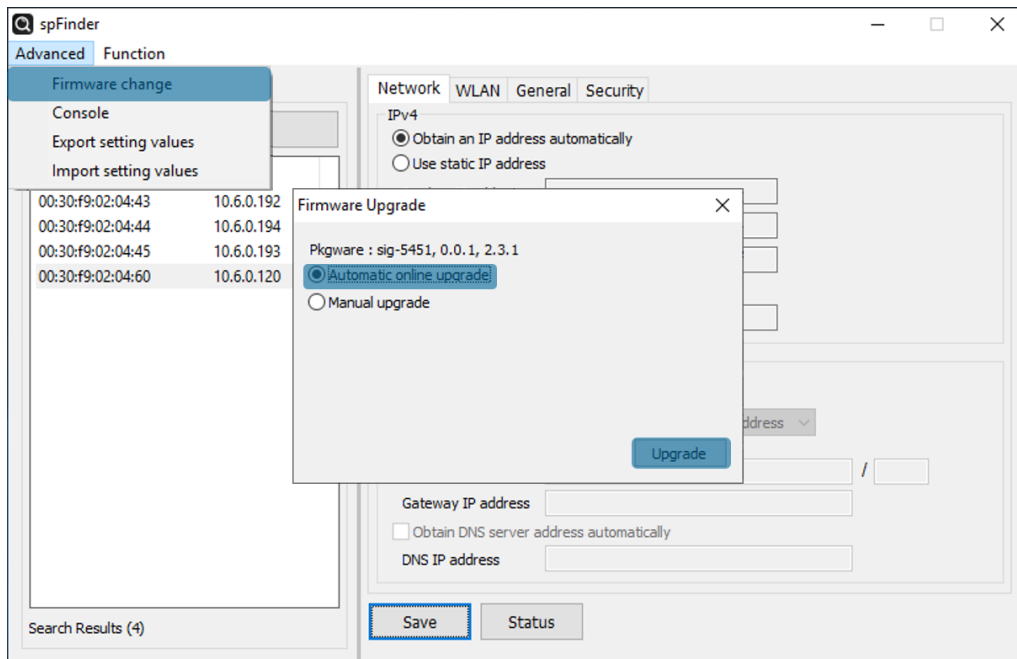 spFinder
Advanced Function
Firmware change
Console
Export setting values
Import setting values
00:30:f9:02:04:43 10.6.0.192
00:30:f9:02:04:44 10.6.0.194
00:30:f9:02:04:45 10.6.0.193
00:30:f9:02:04:60 10.6.0.120
Search Results (4)
Network WLAN General Security
IPv4
Obtain an IP address automatically
Use static IP address
Firmware Upgrade
Pkgware : sig-5451, 0.0.1, 2.3.1
Automatic online upgrade
Manual upgrade
Upgrade
/
Gateway IP address
Obtain DNS server address automatically
DNS IP address
Save Status